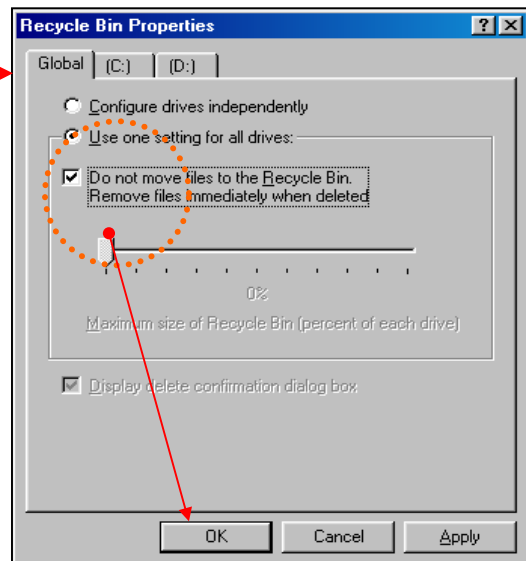 Recycle Bin Properties
? ×
Global (C:) (D:)
Configure drives independently
Use one setting for all drives:
Do not move files to the Recycle Bin.
Remove files immediately when deleted
0%
Maximum size of Recycle Bin (percent of each drive)
Display delete confirmation dialog box
OK Cancel Apply